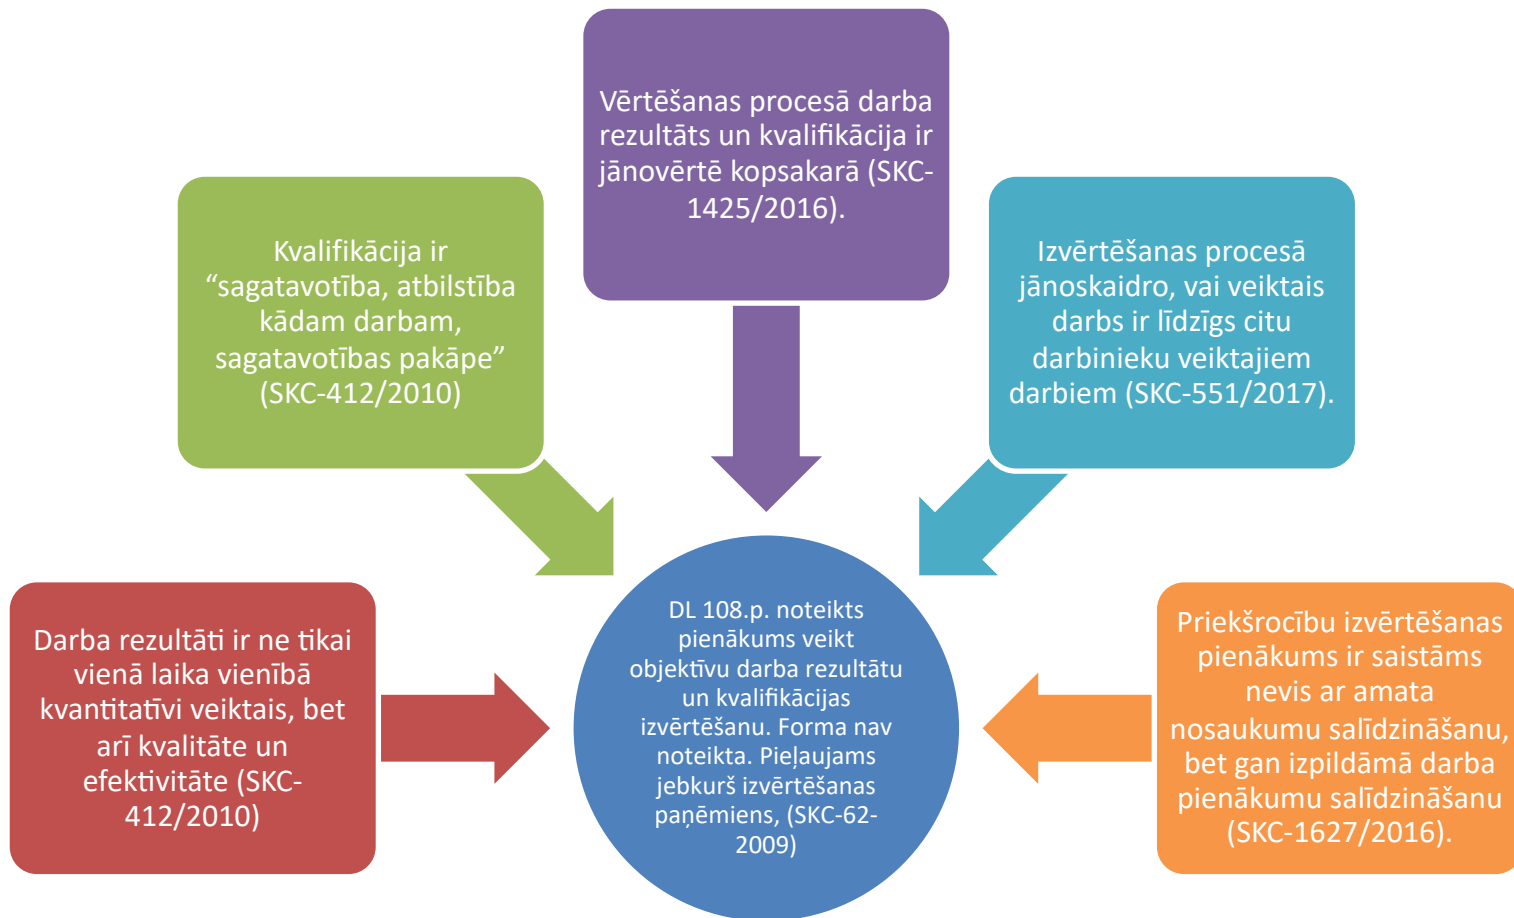 Vērtēšanas procesā darba
rezultāts un kvalifikācija ir
jānovērtē kopsakarā (SKC-
1425/2016).
Kvalifikācija ir
“sagatavotība, atbilstība
kādam darbam,
sagatavotības pakāpe”
(SKC-412/2010)
Izvērtēšanas procesā
jānoskaidro, vai veiktais
darbs ir līdzīgs citu
darbinieku veiktajiem
darbiem (SKC-551/2017).
Darba rezultāti ir ne tikai
vienā laika vienībā
kvantitatīvi veiktais, bet
arī kvalitāte un
efektivitāte (SKC-
412/2010)
DL 108.p. noteikts
pienākums veikt
objektīvu darba rezultātu
un kvalifikācijas
izvērtēšanu. Forma nav
noteikta. Pieļaujams
jebkurš izvērtēšanas
paņēmiens, (SKC-62-
2009)
Priekšrocību izvērtēšanas
pienākums ir saistāms
nevis ar amata
nosaukumu salīdzināšanu,
bet gan izpildāmā darba
pienākumu salīdzināšanu
(SKC-1627/2016).